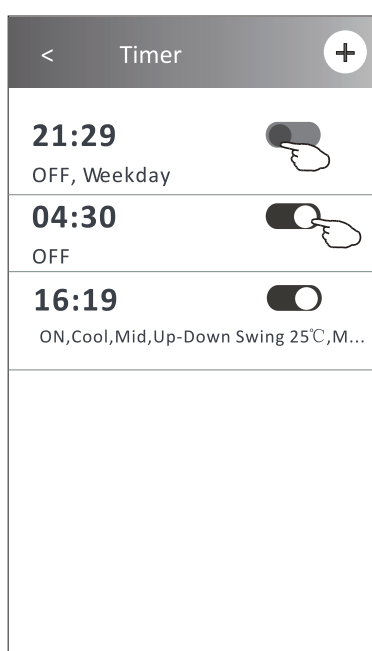 < Timer +
21:29
OFF, Weekday
04:30
OFF
16:19
ON,Cool,Mid,Up-Down Swing 25℃,M...